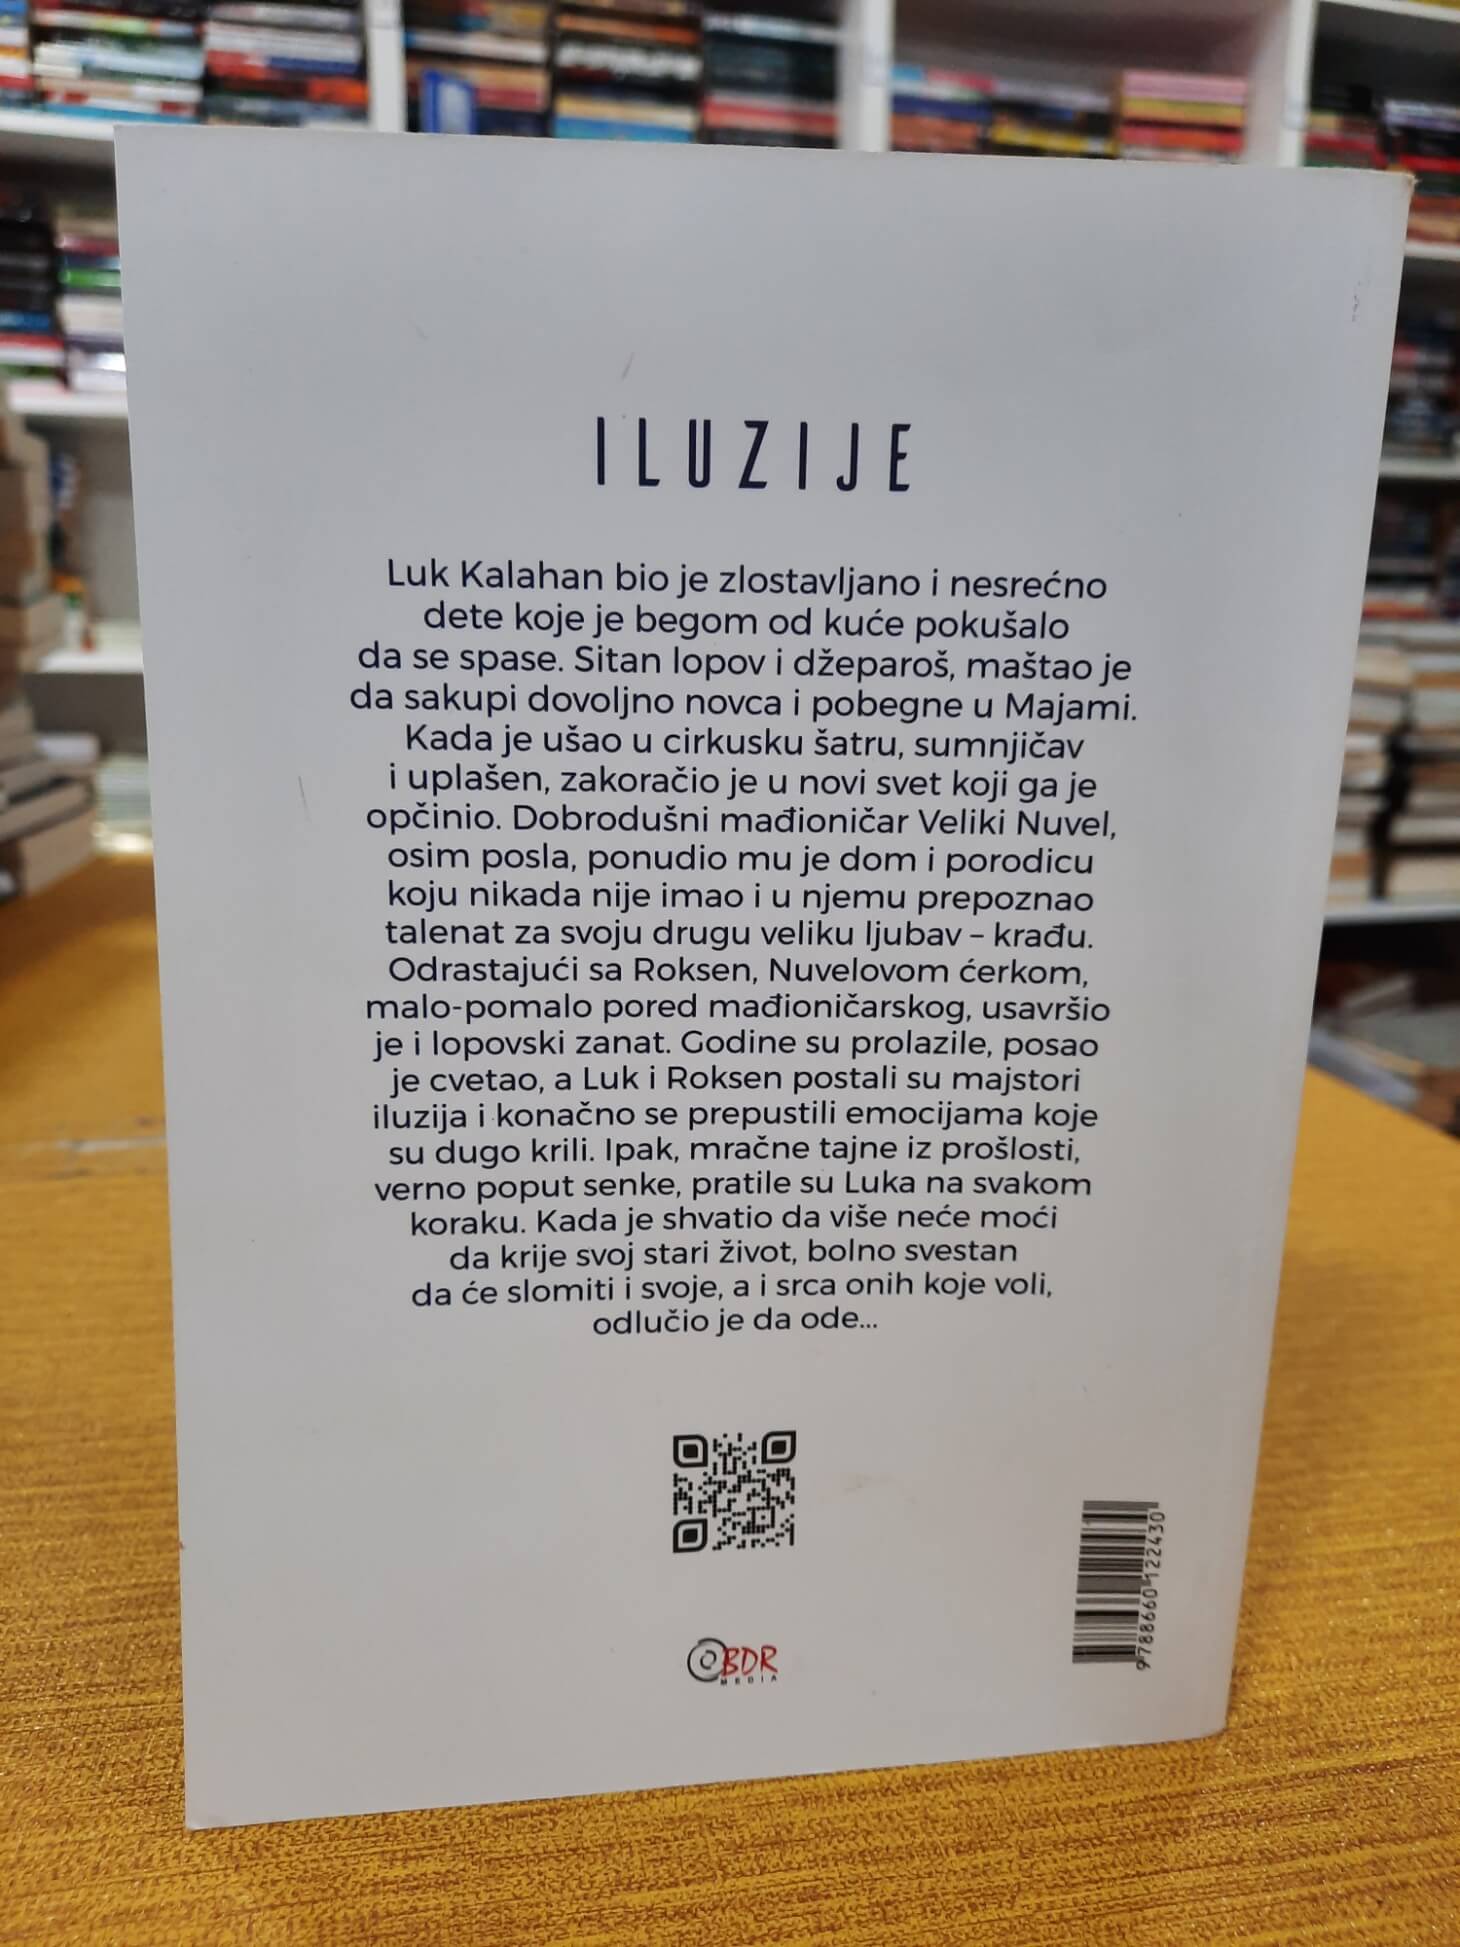 ILUZIJE
Luk Kalahan bio je zlostavljano i nesrećno
dete koje je begom od kuće pokušalo
da se spase. Sitan lopov i džeparoš, maštao je
da sakupi dovoljno novca i pobegne u Majami.
Kada je ušao u cirkusku šatru, sumnjičav
i uplašen, zakoračio je u novi svet koji ga je
opčinio. Dobrodušni mađioničar Veliki Nuvel,
osim posla, ponudio mu je dom i porodicu
koju nikada nije imao i u njemu prepoznao
talenat za svoju drugu veliku ljubav – krađu.
Odrastajući sa Roksen, Nuvelovom ćerkom,
malo-pomalo pored mađioničarskog, usavršio
je i lopovski zanat. Godine su prolazile, posao
je cvetao, a Luk i Roksen postali su majstori
iluzija i konačno se prepustili emocijama koje
su dugo krili. Ipak, mračne tajne iz prošlosti,
verno poput senke, pratile su Luka na svakom
koraku. Kada je shvatio da više neće moći
da krije svoj stari život, bolno svestan
da će slomiti i svoje, a i srca onih koje voli,
odlučio je da ode...
9788660122430
BDR
MEDIA